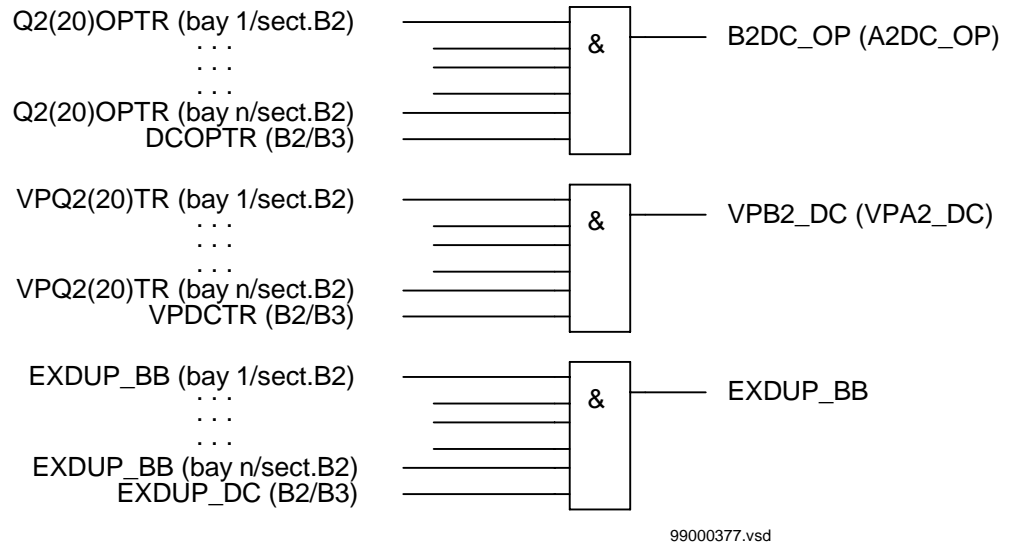 Q2(20)OPTR (bay 1/sect.B2)
. . .
. . .
. . .
Q2(20)OPTR (bay n/sect.B2)
DCOPTR (B2/B3)
&
B2DC_OP (A2DC_OP)
VPQ2(20)TR (bay 1/sect.B2)
. . .
. . .
. . .
VPQ2(20)TR (bay n/sect.B2)
VPDCTR (B2/B3)
&
VPB2_DC (VPA2_DC)
EXDUP_BB (bay 1/sect.B2)
. . .
. . .
. . .
EXDUP_BB (bay n/sect.B2)
EXDUP_DC (B2/B3)
&
EXDUP_BB
99000377.vsd